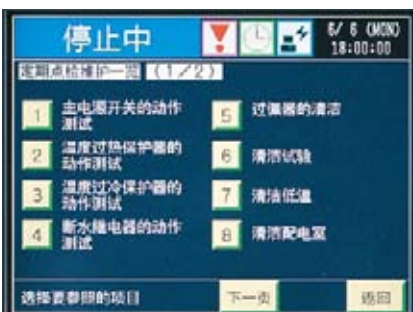 停止中
6/ 6 (MON)
18:00:00
定期点检维护一览 (1/2)
1 主电源开关的动作
测试
2 温度过热保护器的
动作测试
3 温度过冷保护器的
动作测试
4 断水继电器的动作
测试
5 过滤器的清洁
6 清洁试验
7 清洁低温
8 清洁配电室
选择要参照的项目
下一页
返回